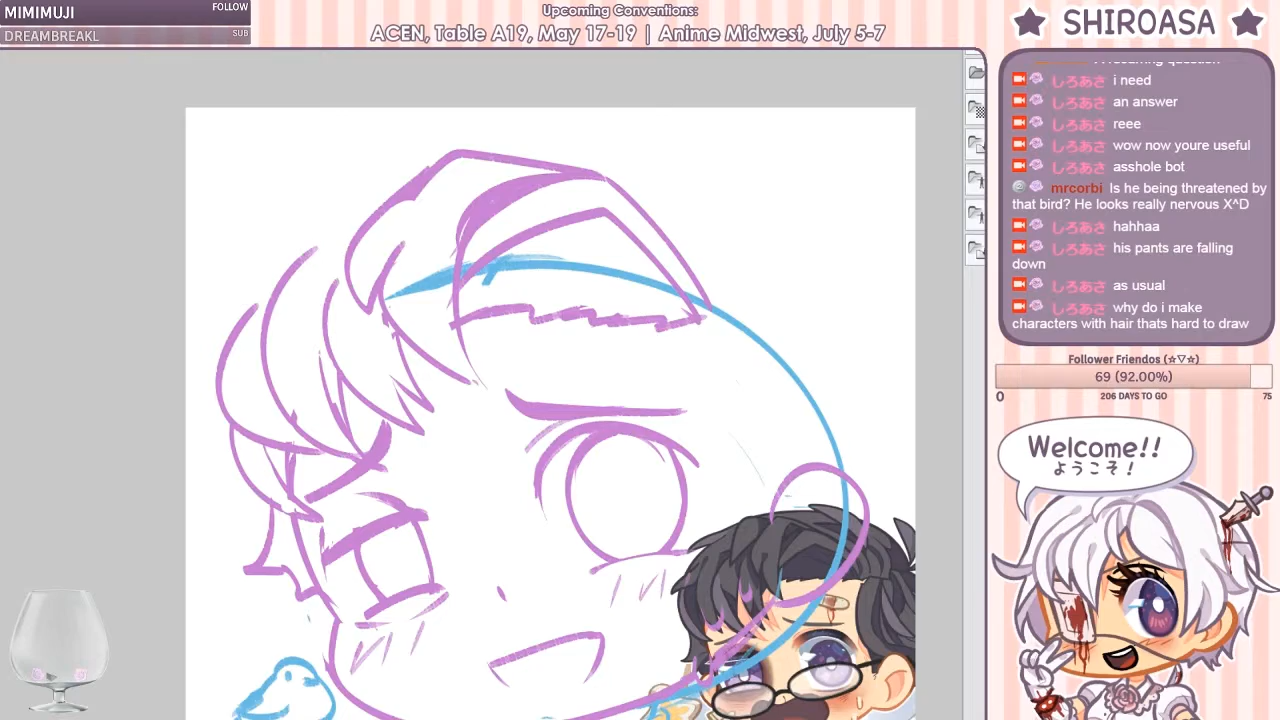 MIMIMUJI
FOLLOW
DREAMBREAKL
SUB
Upcoming Conventions:
ACEN, Table A19, May 17-19 | Anime Midwest, July 5-7
SHIROASA
しろあさ i need
しろあさ an answer
しろあさ reee
しろあさ wow now youre useful
しろあさ asshole bot
mrcorbi Is he being threatened by
that bird? He looks really nervous X^D
しろあさ hahhaa
しろあさ his pants are falling
down
しろあさ as usual
しろあさ why do i make
characters with hair thats hard to draw
Follower Friendos (☆▽☆)
69 (92.00%)
0
206 DAYS TO GO
75
Welcome!!
ようこそ!